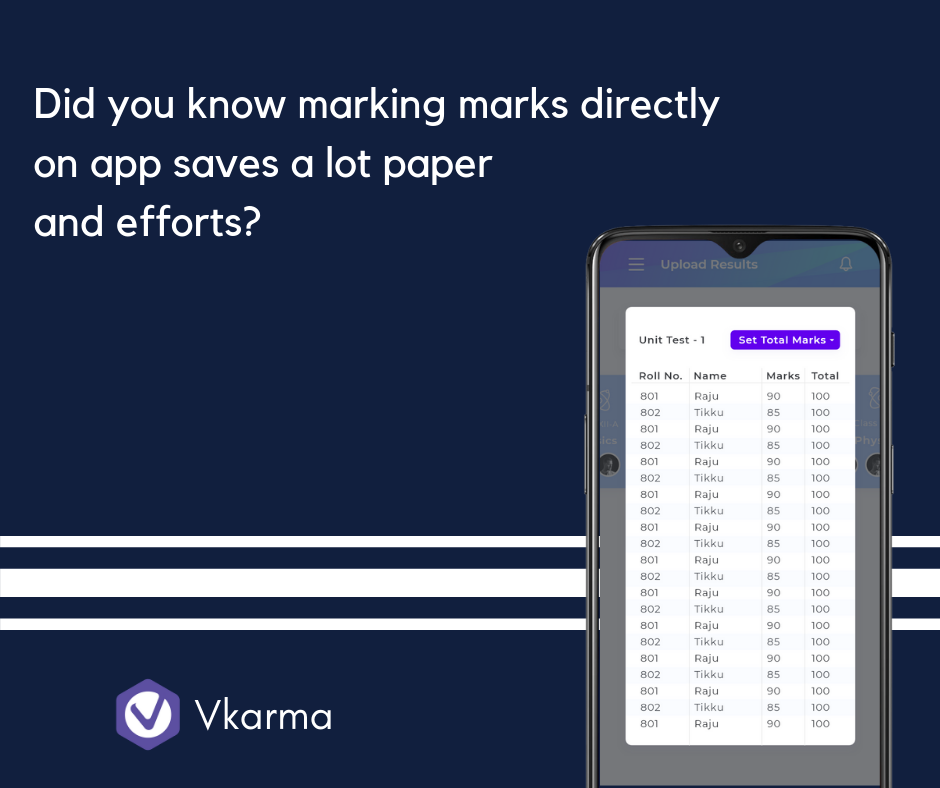 Did you know marking marks directly
on app saves a lot paper
and efforts?
Upload Results
Unit Test - 1 Set Total Marks -
Roll No. Name Marks Total
801 Raju 90 100
802 Tikku 85 100
801 Raju 90 100
802 Tikku 85 100
801 Raju 90 100
802 Tikku 85 100
801 Raju 90 100
802 Tikku 85 100
801 Raju 90 100
802 Tikku 85 100
801 Raju 90 100
802 Tikku 85 100
801 Raju 90 100
802 Tikku 85 100
801 Raju 90 100
802 Tikku 85 100
801 Raju 90 100
802 Tikku 85 100
801 Raju 90 100
802 Tikku 85 100
801 Raju 90 100
Vkarma